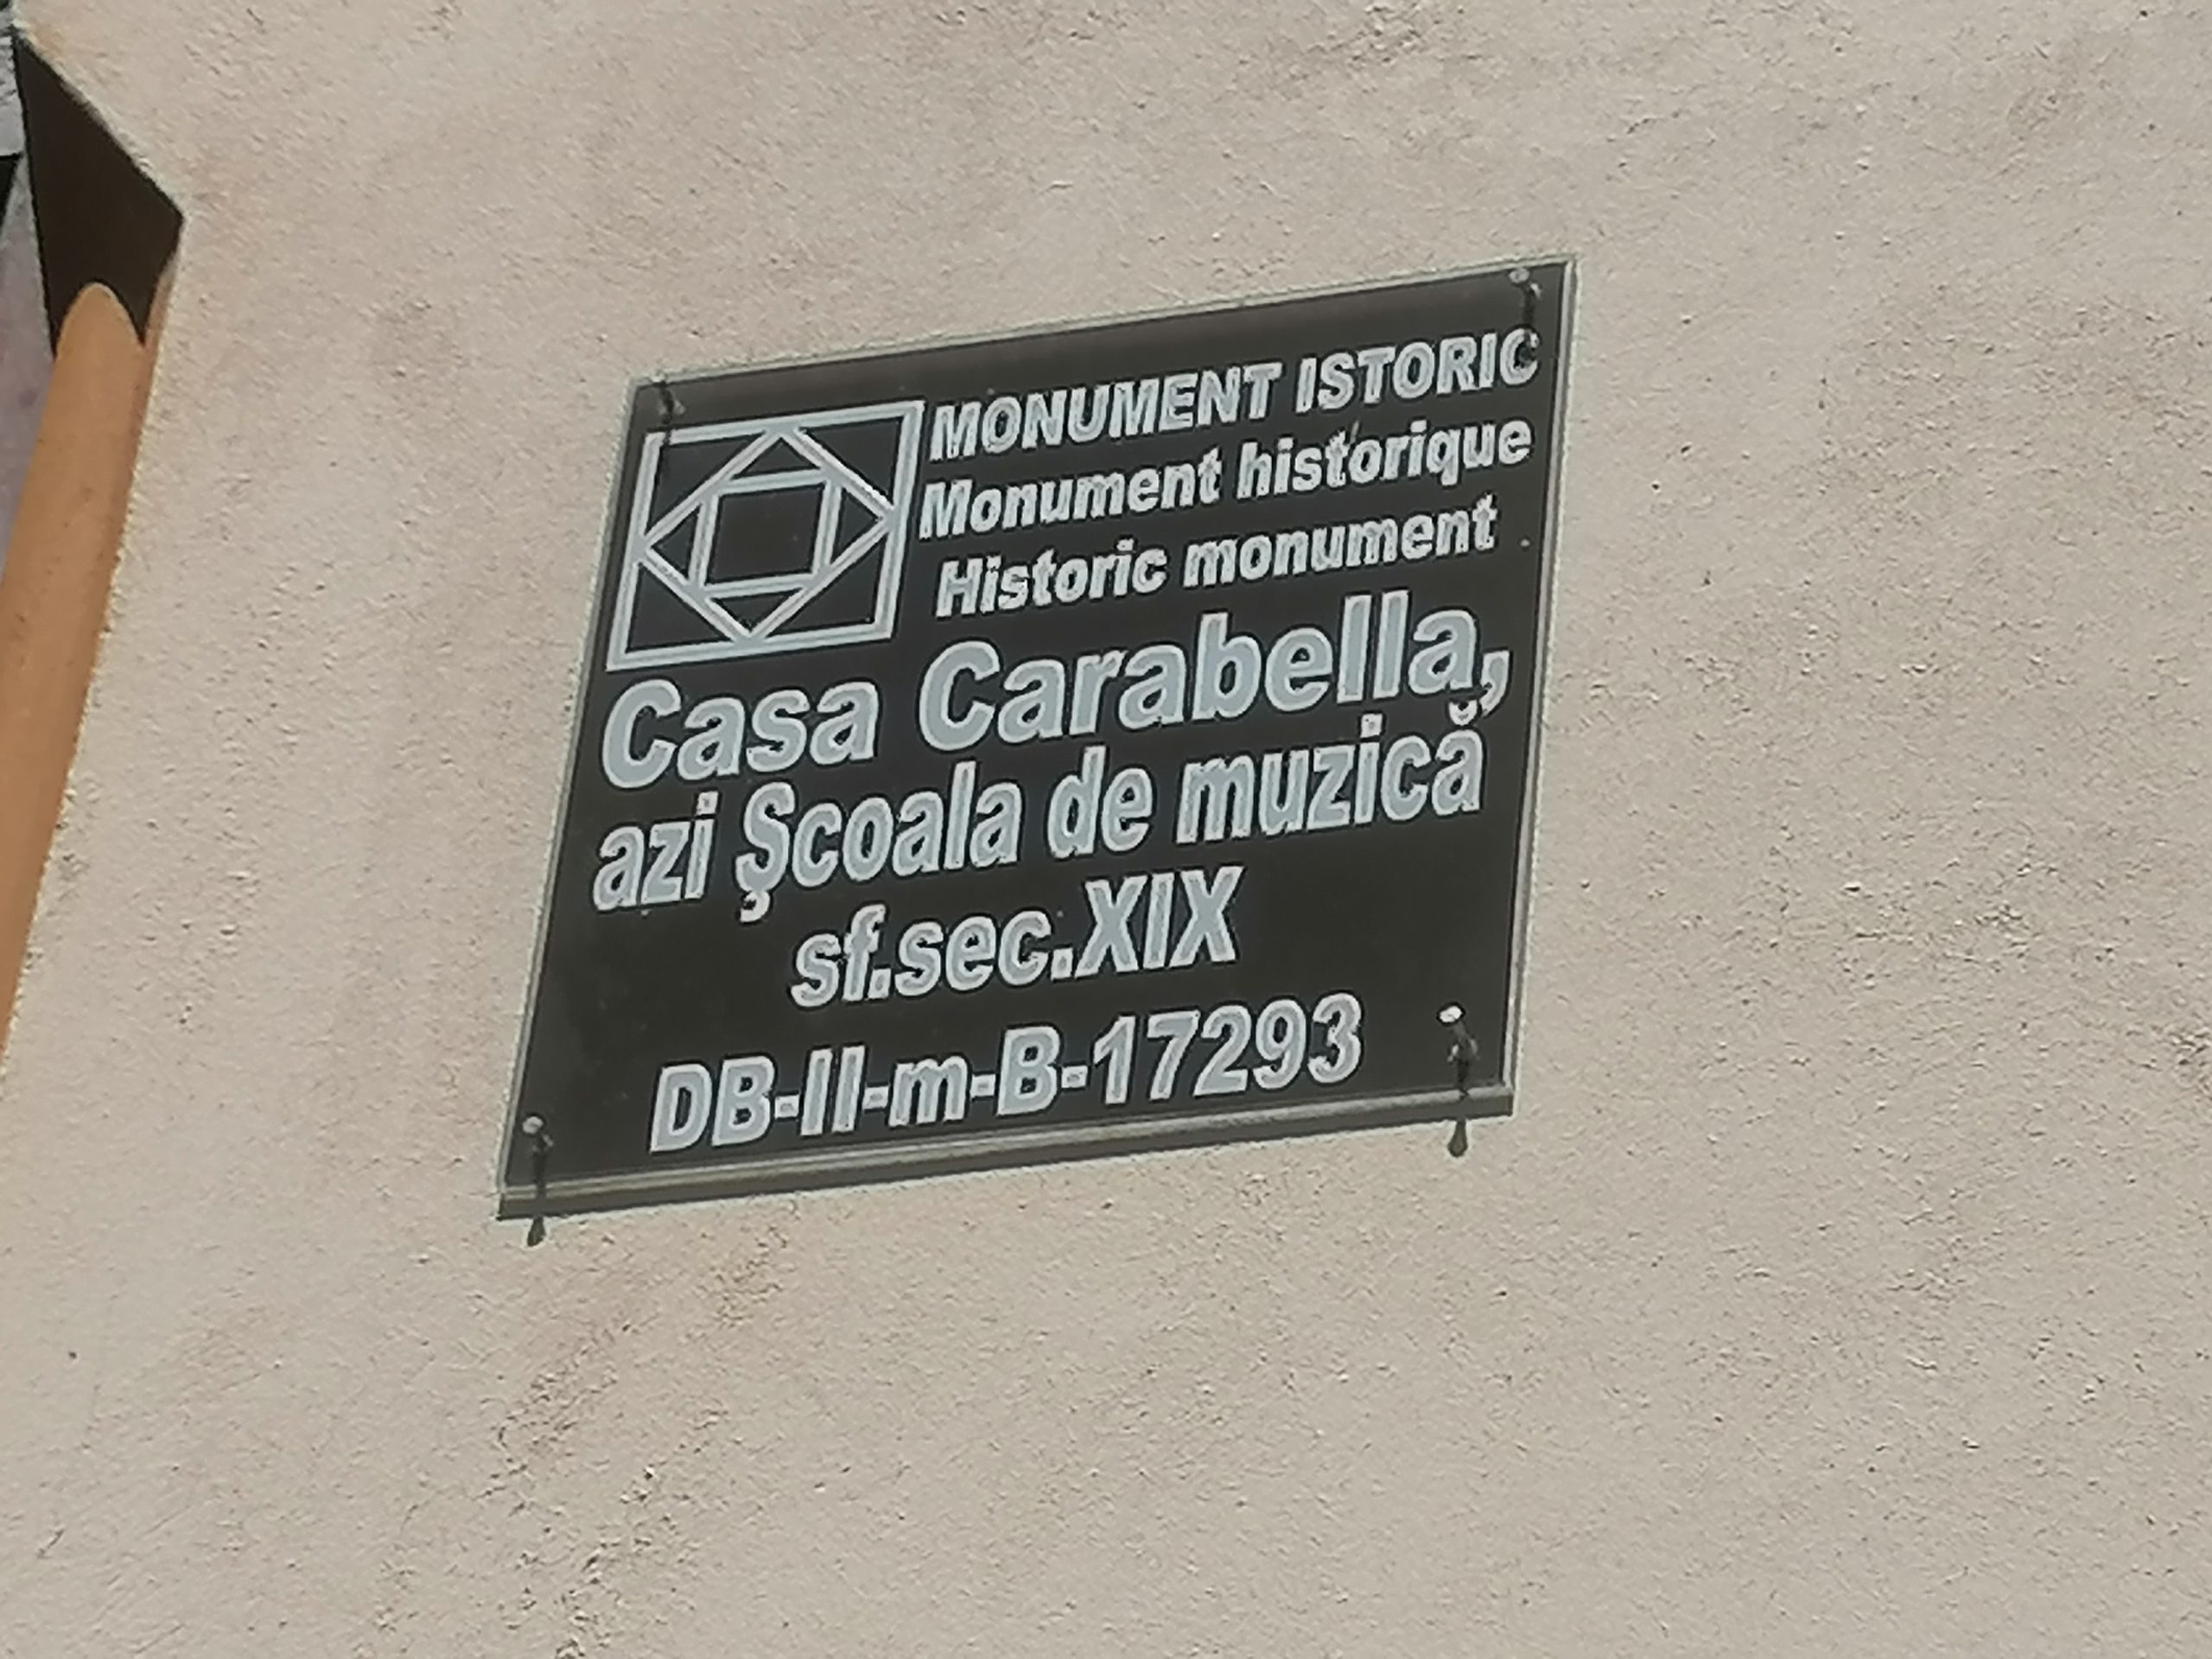 MONUMENT ISTORIC
Monument historique
Historic monument
Casa Carabella,
azi Şcoala de muzică
sf.sec.XIX
DB-II-m-B-17293